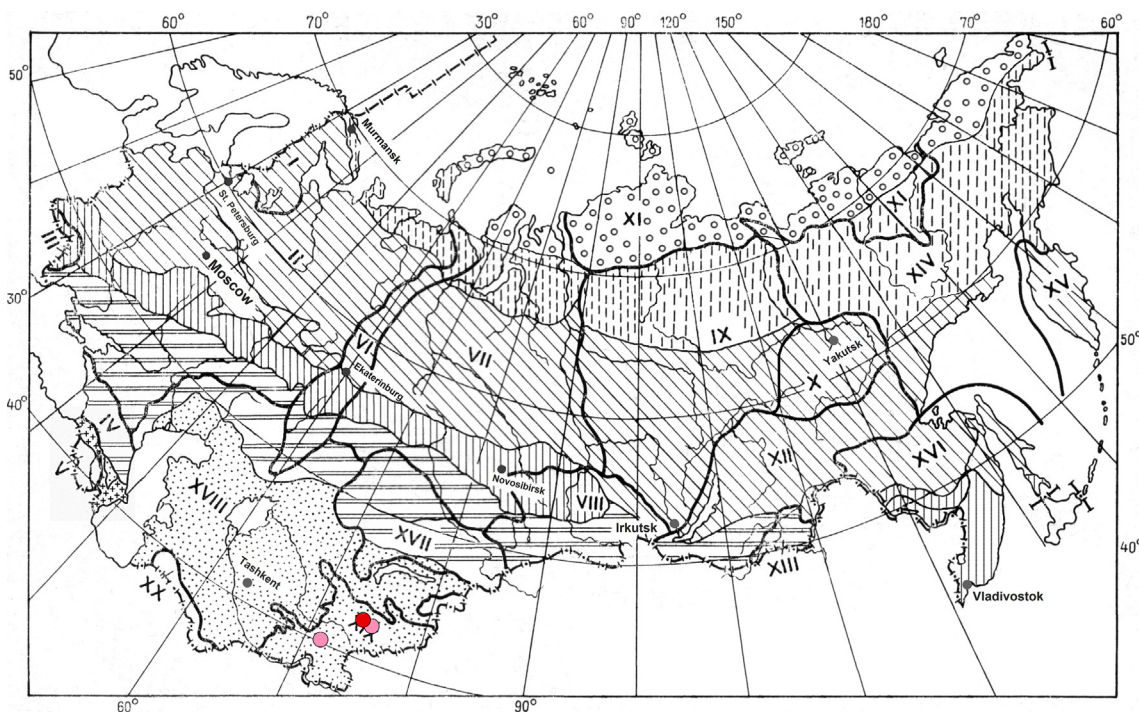 60° 70° 30° 60° 90° 120° 150° 180° 70° 60°
50°
Murmansk
I
St. Petersburg
XI
XI
III
II
Moscow
XIV
XV
30°
IX
50°
VI
VII
Yakutsk
Ekaterinburg
X
40°
IV
XII
XVI
V
Novosibirsk
VIII
XVIII
Irkutsk
XVII
40°
XIII
XX
Tashkent
Vladivostok
60° 90°